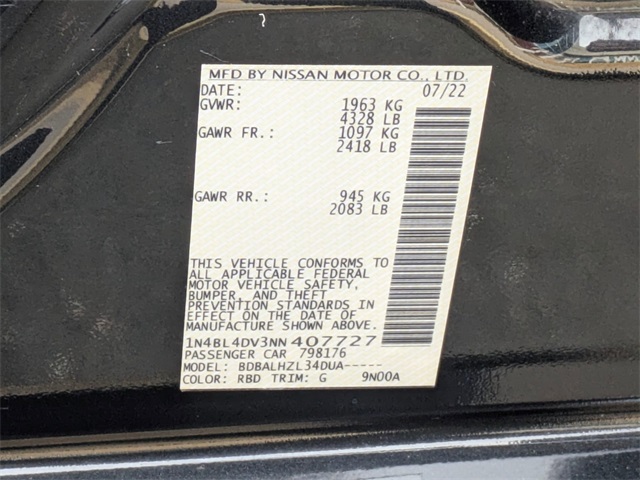 MFD BY NISSAN MOTOR CO., LTD.
DATE: 07/22
GVWR: 1963 KG
4328 LB
GAWR FR.: 1097 KG
2418 LB
GAWR RR.: 945 KG
2083 LB
THIS VEHICLE CONFORMS TO
ALL APPLICABLE FEDERAL
MOTOR VEHICLE SAFETY,
BUMPER, AND THEFT
PREVENTION STANDARDS IN
EFFECT ON THE DATE OF
MANUFACTURE SHOWN ABOVE.
1N4BL4DV3NN407727
PASSENGER CAR 798176
MODEL: BDBALHZL34DUA-----
COLOR: RBD TRIM: G 9N00A